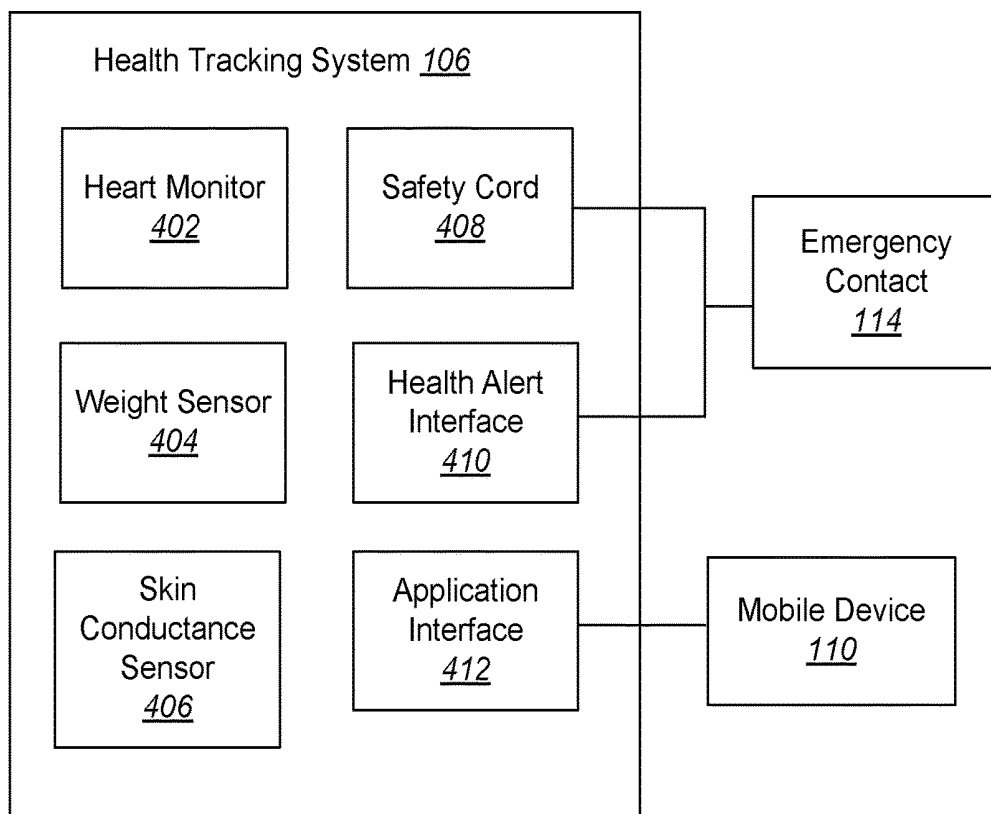 Health Tracking System 106
Heart Monitor
402
Safety Cord
408
Emergency
Contact
114
Weight Sensor
404
Health Alert
Interface
410
Skin
Conductance
Sensor
406
Application
Interface
412
Mobile Device
110